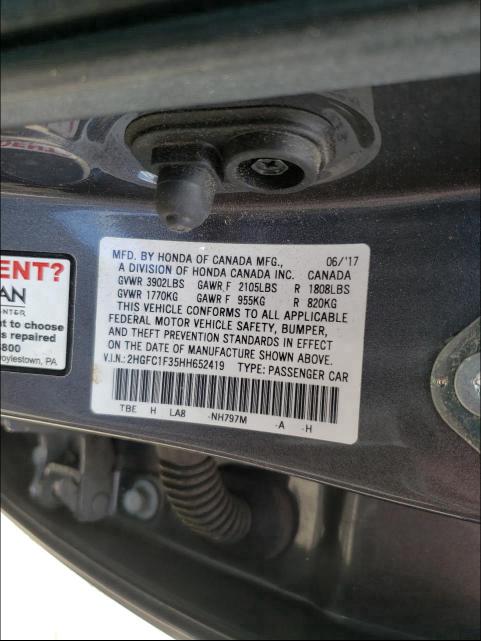 MFD. BY HONDA OF CANADA MFG., 06/'17
A DIVISION OF HONDA CANADA INC. CANADA
GVWR 3902LBS GAWR F 2105LBS R 1808LBS
GVWR 1770KG GAWR F 955KG R 820KG
THIS VEHICLE CONFORMS TO ALL APPLICABLE
FEDERAL MOTOR VEHICLE SAFETY, BUMPER,
AND THEFT PREVENTION STANDARDS IN EFFECT
ON THE DATE OF MANUFACTURE SHOWN ABOVE.
V.I.N.: 2HGFC1F35HH652419 TYPE: PASSENGER CAR
TBE H LA8 -NH797M -A -H
ENT?
AN
NTER
t to choose
s repaired
800
oylestown, PA